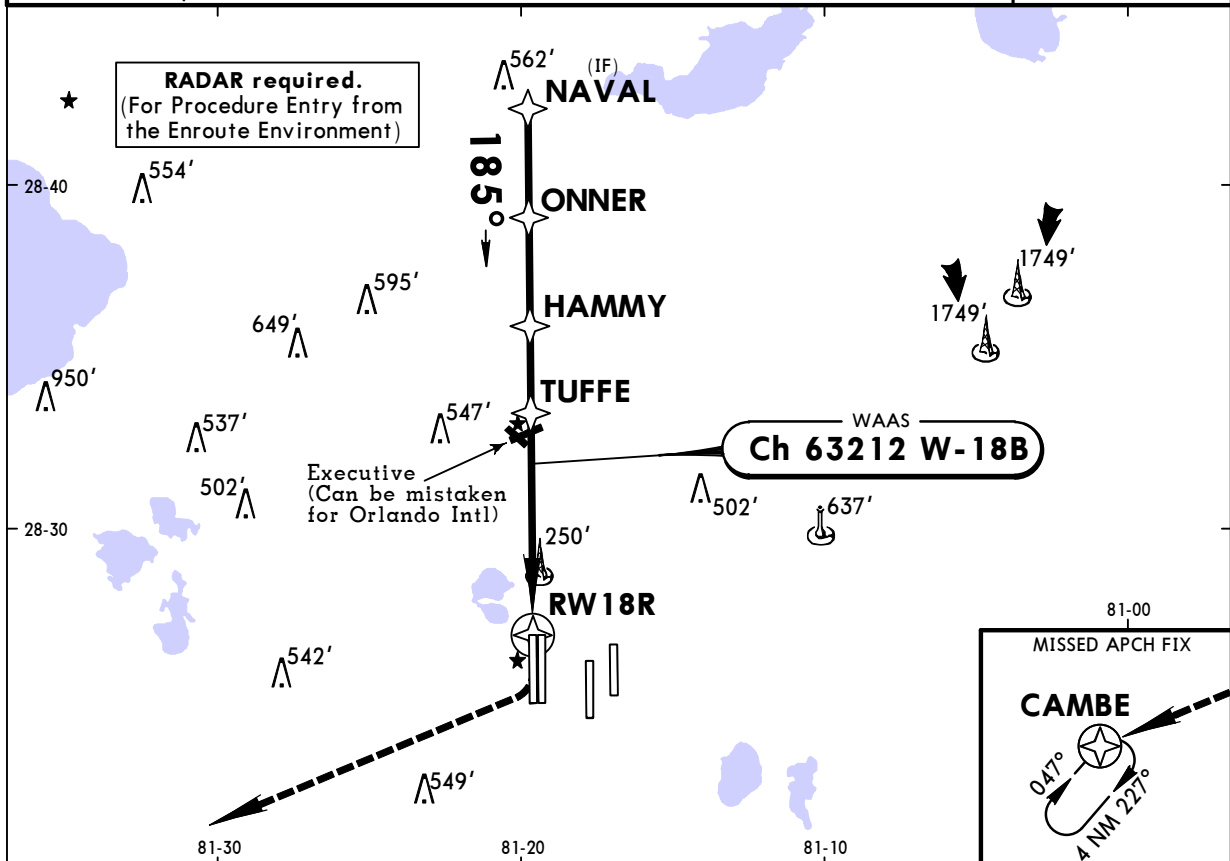 562'
(IF)
NAVAL
RADAR required.
(For Procedure Entry from
the Enroute Environment)
185°
554'
28-40
ONNER
1749'
595'
HAMMY
1749'
649'
950'
TUFFE
547'
537'
WAAS
Ch 63212 W-18B
Executive
(Can be mistaken
for Orlando Intl)
502'
502'
637'
28-30
250'
RW18R
81-00
MISSED APCH FIX
542'
CAMBE
047°
4 NM 227°
549'
81-30
81-20
81-10